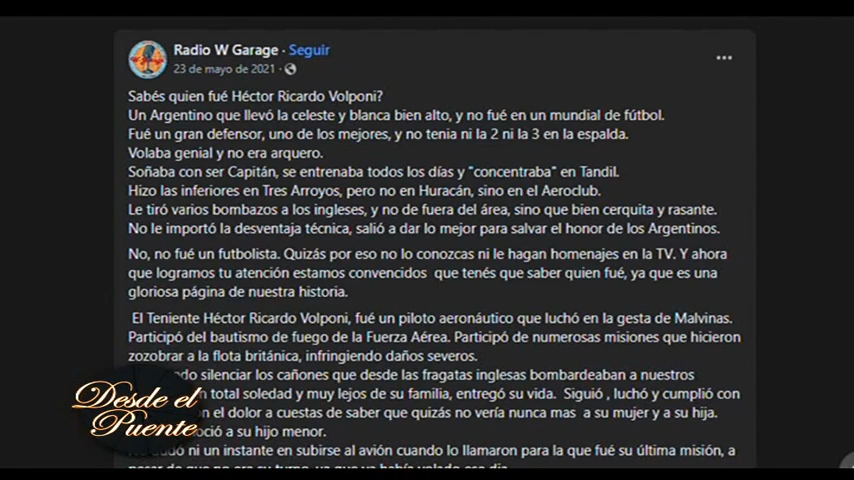 Radio W Garage · Seguir
23 de mayo de 2021 ·
Sabés quien fué Héctor Ricardo Volponi?
Un Argentino que llevó la celeste y blanca bien alto, y no fué en un mundial de fútbol.
Fué un gran defensor, uno de los mejores, y no tenia ni la 2 ni la 3 en la espalda.
Volaba genial y no era arquero.
Soñaba con ser Capitán, se entrenaba todos los días y "concentraba" en Tandil.
Hizo las inferiores en Tres Arroyos, pero no en Huracán, sino en el Aeroclub.
Le tiró varios bombazos a los ingleses, y no de fuera del área, sino que bien cerquita y rasante.
No le importó la desventaja técnica, salió a dar lo mejor para salvar el honor de los Argentinos.
No, no fué un futbolista. Quizás por eso no lo conozcas ni le hagan homenajes en la TV. Y ahora
que logramos tu atención estamos convencidos que tenés que saber quien fué, ya que es una
gloriosa página de nuestra historia.
El Teniente Héctor Ricardo Volponi, fué un piloto aeronáutico que luchó en la gesta de Malvinas.
Participó del bautismo de fuego de la Fuerza Aérea. Participó de numerosas misiones que hicieron
zozobrar a la flota británica, infringiendo daños severos.
silenciar los cañones que desde las fragatas inglesas bombardeaban a nuestros
total soledad y muy lejos de su familia, entregó su vida. Siguió , luchó y cumplió con
el dolor a cuestas de saber que quizás no vería nunca mas a su mujer y a su hija.
a su hijo menor.
ni un instante en subirse al avión cuando lo llamaron para la que fué su última misión, a
Desde el
Puente